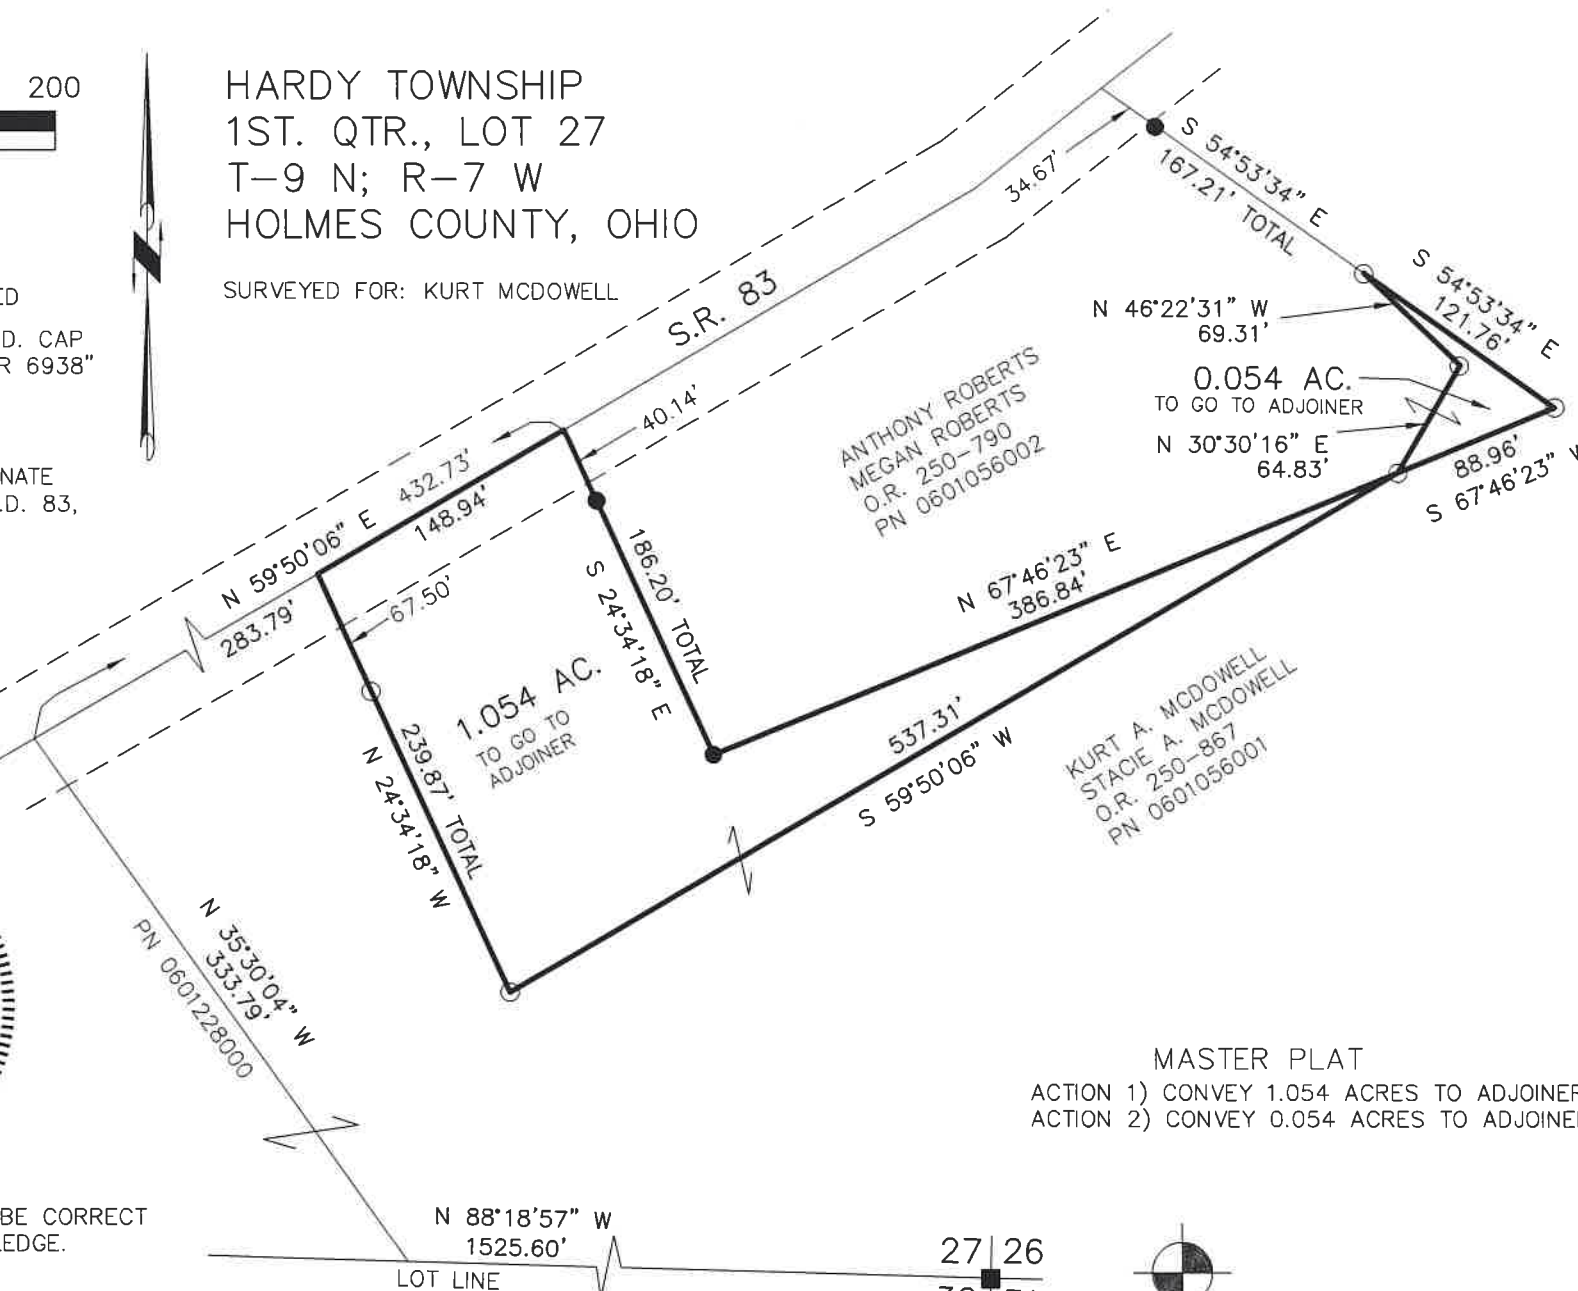 200
HARDY TOWNSHIP
1ST. QTR., LOT 27
T-9 N; R-7 W
HOLMES COUNTY, OHIO
SURVEYED FOR: KURT MCDOWELL
ED
D. CAP
R 6938"
NATE
.D. 83,
S.R. 83
34.67'
S 54°53'34" E
167.21' TOTAL
S 54°53'34" E
121.76'
N 46°22'31" W
69.31'
0.054 AC.
TO GO TO ADJOINER
N 30°30'16" E
64.83'
88.96'
S 67°46'23" W
40.14'
ANTHONY ROBERTS
MEGAN ROBERTS
O.R. 250-790
PN 0601056002
432.73'
N 59°50'06" E
148.94'
283.79'
67.50'
186.20' TOTAL
S 24°34'18" E
1.054 AC.
TO GO TO
ADJOINER
239.87' TOTAL
N 24°34'18" W
N 67°46'23" E
386.84'
537.31'
S 59°50'06" W
KURT A. MCDOWELL
STACIE A. MCDOWELL
O.R. 250-867
PN 0601056001
N 35°30'04" W
333.79'
PN 0601228000
MASTER PLAT
ACTION 1) CONVEY 1.054 ACRES TO ADJOINER
ACTION 2) CONVEY 0.054 ACRES TO ADJOINER
BE CORRECT
LEDGE.
N 88°18'57" W
1525.60'
LOT LINE
27 26